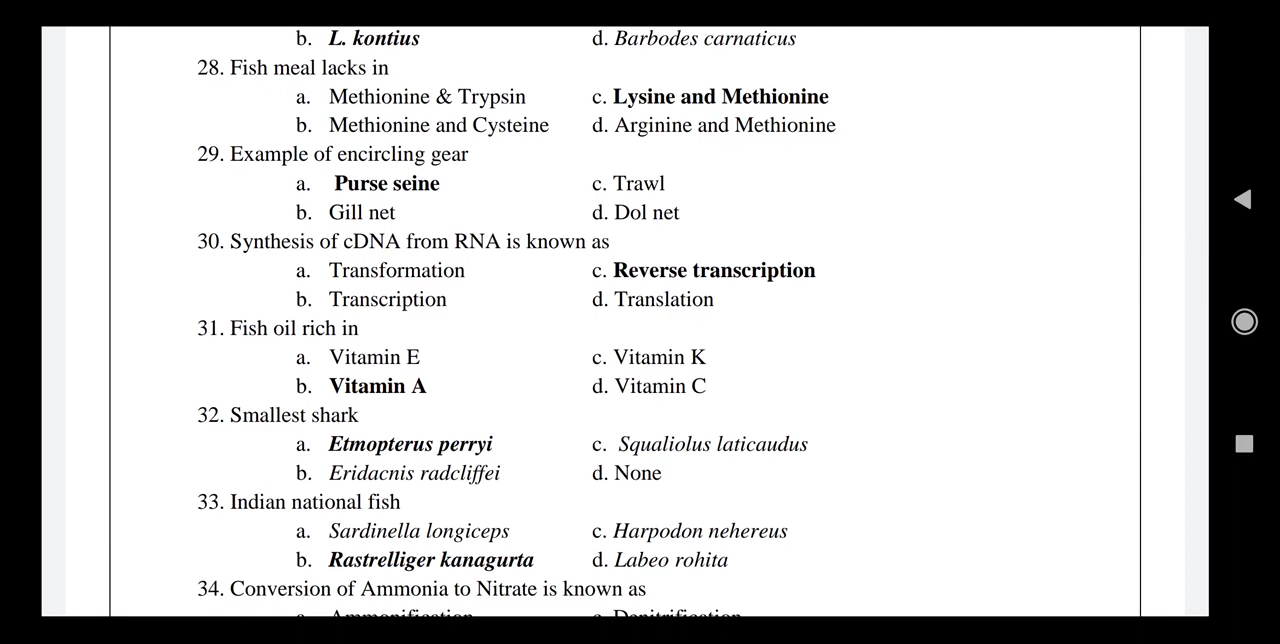 b. L. kontius d. Barbodes carnaticus
28. Fish meal lacks in
a. Methionine & Trypsin c. Lysine and Methionine
b. Methionine and Cysteine d. Arginine and Methionine
29. Example of encircling gear
a. Purse seine c. Trawl
b. Gill net d. Dol net
30. Synthesis of cDNA from RNA is known as
a. Transformation c. Reverse transcription
b. Transcription d. Translation
31. Fish oil rich in
a. Vitamin E c. Vitamin K
b. Vitamin A d. Vitamin C
32. Smallest shark
a. Etmopterus perryi c. Squaliolus laticaudus
b. Eridacnis radcliffei d. None
33. Indian national fish
a. Sardinella longiceps c. Harpodon nehereus
b. Rastrelliger kanagurta d. Labeo rohita
34. Conversion of Ammonia to Nitrate is known as
a. Ammonification c. Denitrification